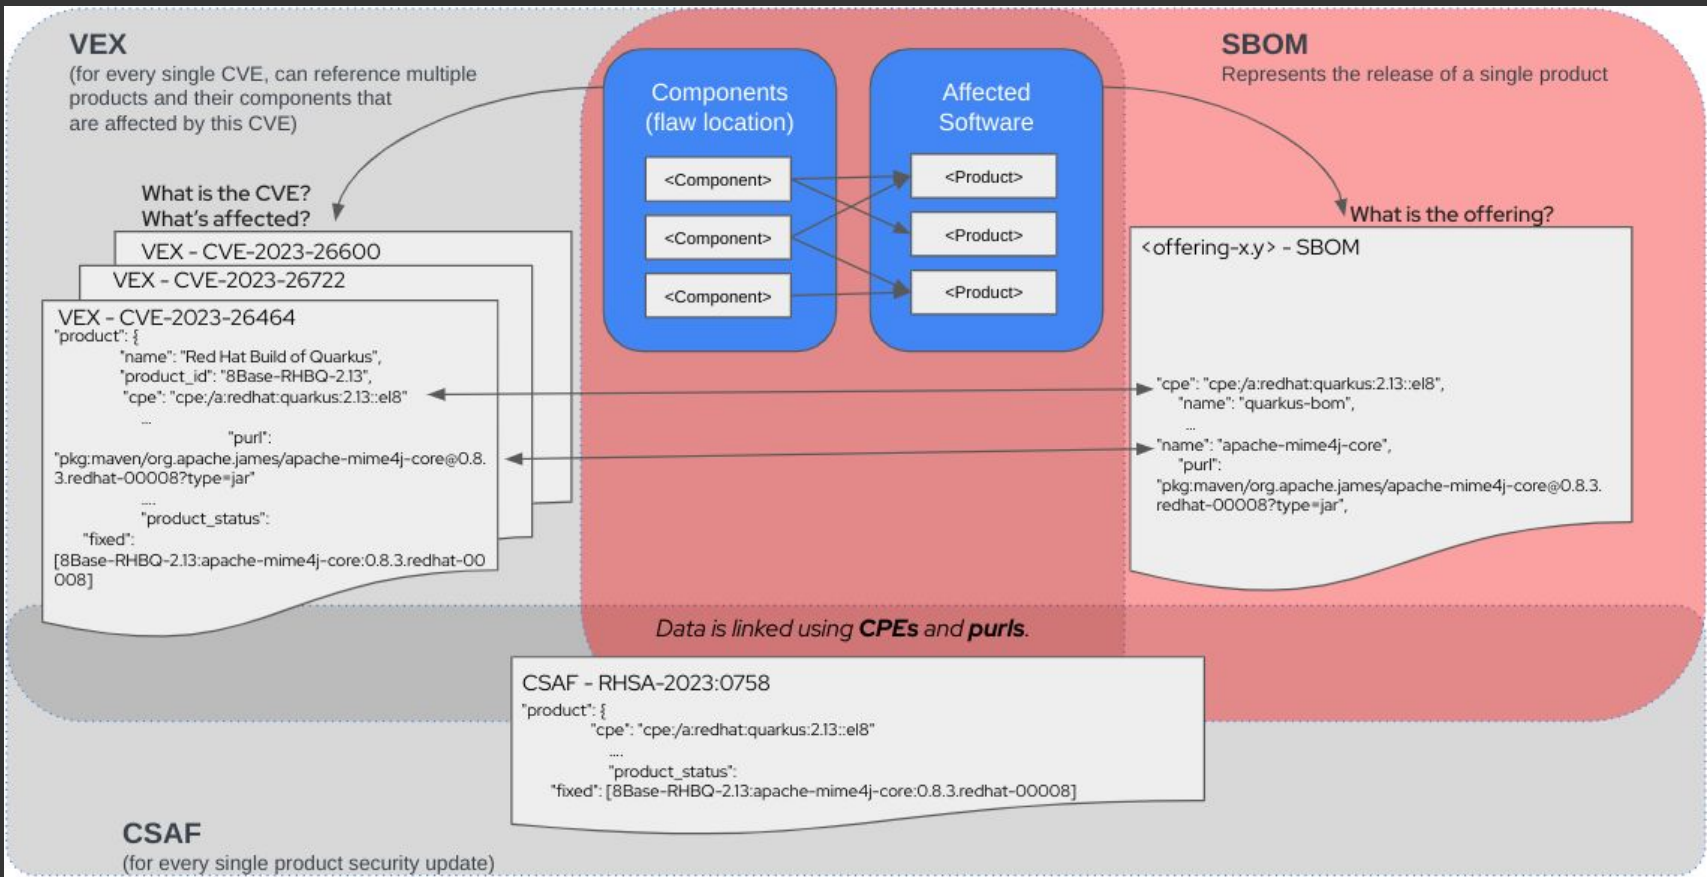 VEX
(for every single CVE, can reference multiple
products and their components that
are affected by this CVE)
SBOM
Represents the release of a single product
Components
(flaw location)
<Component>
<Component>
<Component>
Affected
Software
<Product>
<Product>
<Product>
What is the CVE?
What's affected?
VEX - CVE-2023-26600
VEX - CVE-2023-26722
VEX - CVE-2023-26464
"product": {
"name": "Red Hat Build of Quarkus",
"product_id": "8Base-RHBQ-2.13",
"cpe": "cpe:/a:redhat:quarkus:2.13::el8"
...
"purl":
"pkg:maven/org.apache.james/apache-mime4j-core@0.8.
3.redhat-00008?type=jar"
....
"product_status":
"fixed":
[8Base-RHBQ-2.13:apache-mime4j-core:0.8.3.redhat-00
008]
What is the offering?
<offering-x.y> - SBOM
"cpe": "cpe:/a:redhat:quarkus:2.13::el8",
"name": "quarkus-bom",
...
"name": "apache-mime4j-core",
"purl":
"pkg:maven/org.apache.james/apache-mime4j-core@0.8.3.
redhat-00008?type=jar",
Data is linked using CPEs and purls.
CSAF - RHSA-2023:0758
"product": {
"cpe": "cpe:/a:redhat:quarkus:2.13::el8"
....
"product_status":
"fixed": [8Base-RHBQ-2.13:apache-mime4j-core:0.8.3.redhat-00008]
CSAF
(for every single product security update)